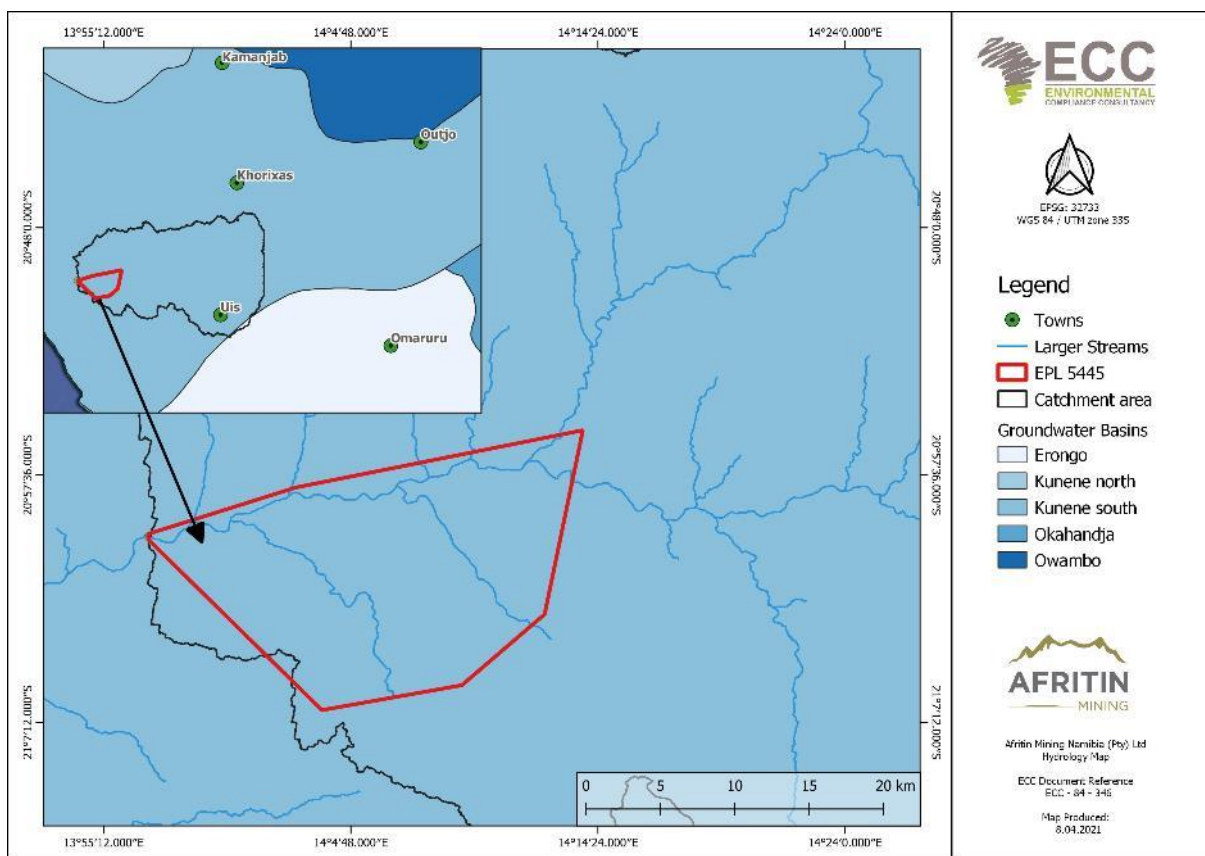 13°55'12.000"E 14°4'48.000"E 14°14'24.000"E 14°24'0.000"E
Kamanjab
Outjo
Khorixas
Uis
Omaruru
20°48'0.000"S 20°48'0.000"S
20°57'36.000"S 20°57'36.000"S
21°7'12.000"S 21°7'12.000"S
0 5 10 15 20 km
13°55'12.000"E 14°4'48.000"E 14°14'24.000"E 14°24'0.000"E
ECC
ENVIRONMENTAL
COMPLIANCE CONSULTANCY
EPSG: 32733
WGS 84 / UTM zone 33S
Legend
Towns
Larger Streams
EPL 5445
Catchment area
Groundwater Basins
Erongo
Kunene north
Kunene south
Okahandja
Owambo
AFRITIN
MINING
Afritin Mining Namibia (Pty) Ltd
Hydrology Map
ECC Document Reference
ECC - 84 - 346
Map Produced:
8.04.2021